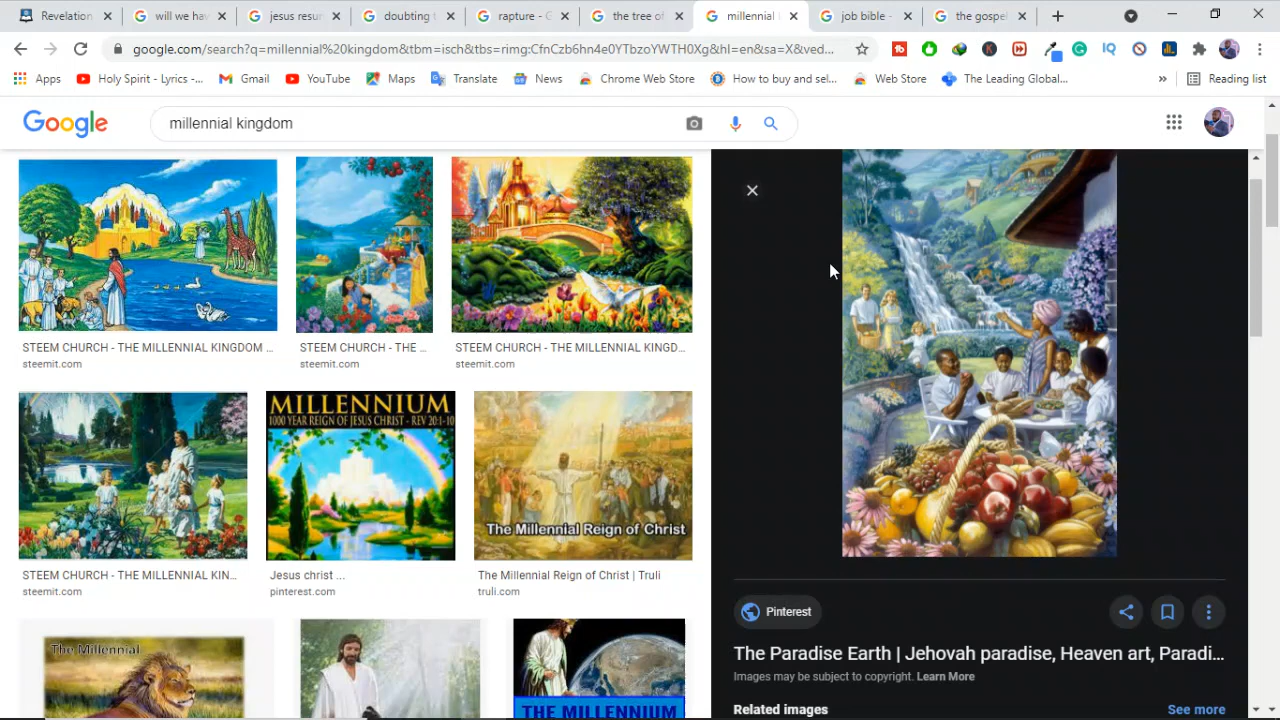 Revelation
will we hav
jesus resur
doubting t
rapture - G
the tree of
millennial
job bible -
the gospel
google.com/search?q=millennial%20kingdom&tbm=isch&tbs=rimg:CfnCzb6hn4e0YTbzoYWTH0Xg&hl=en&sa=X&ved...
Apps
Holy Spirit - Lyrics -...
Gmail
YouTube
Maps
Translate
News
Chrome Web Store
How to buy and sel...
Web Store
The Leading Global...
»
Reading list
Google
millennial kingdom
STEEM CHURCH - THE MILLENNIAL KINGDOM ...
steemit.com
STEEM CHURCH - THE ...
steemit.com
STEEM CHURCH - THE MILLENNIAL KINGD...
steemit.com
MILLENNIUM
1000 YEAR REIGN OF JESUS CHRIST - REV 20:1-10
The Millennial Reign of Christ
STEEM CHURCH - THE MILLENNIAL KIN...
steemit.com
Jesus christ ...
pinterest.com
The Millennial Reign of Christ | Truli
truli.com
The Millennial
THE MILLENNIUM
Pinterest
The Paradise Earth | Jehovah paradise, Heaven art, Paradi...
Images may be subject to copyright. Learn More
Related images
See more